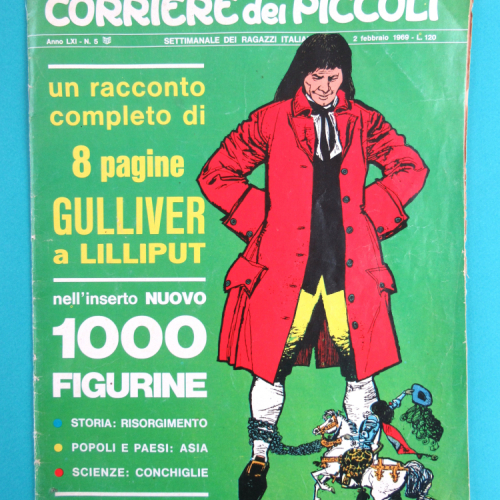 CORRIERE dei PICCOLI
Anno LXI - N. 5
SETTIMANALE DEI RAGAZZI ITALIA
2 febbraio 1969 - L. 120
un racconto
completo di
8 pagine
GULLIVER
a LILLIPUT
nell'inserto NUOVO
1000
FIGURINE
STORIA: RISORGIMENTO
POPOLI E PAESI: ASIA
SCIENZE: CONCHIGLIE